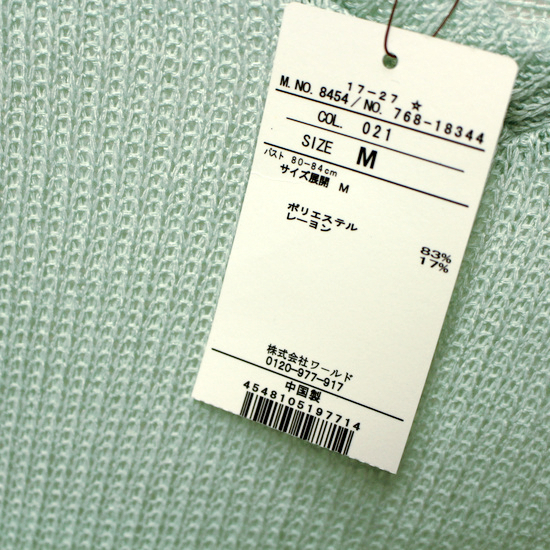 17-27 ☆
M.NO. 8454/NO. 768-18344
COL. 021
SIZE M
バスト 80-84cm
サイズ展開 M
ポリエステル 83%
レーヨン 17%
株式会社ワールド
0120-977-917
中国製
4548105197714